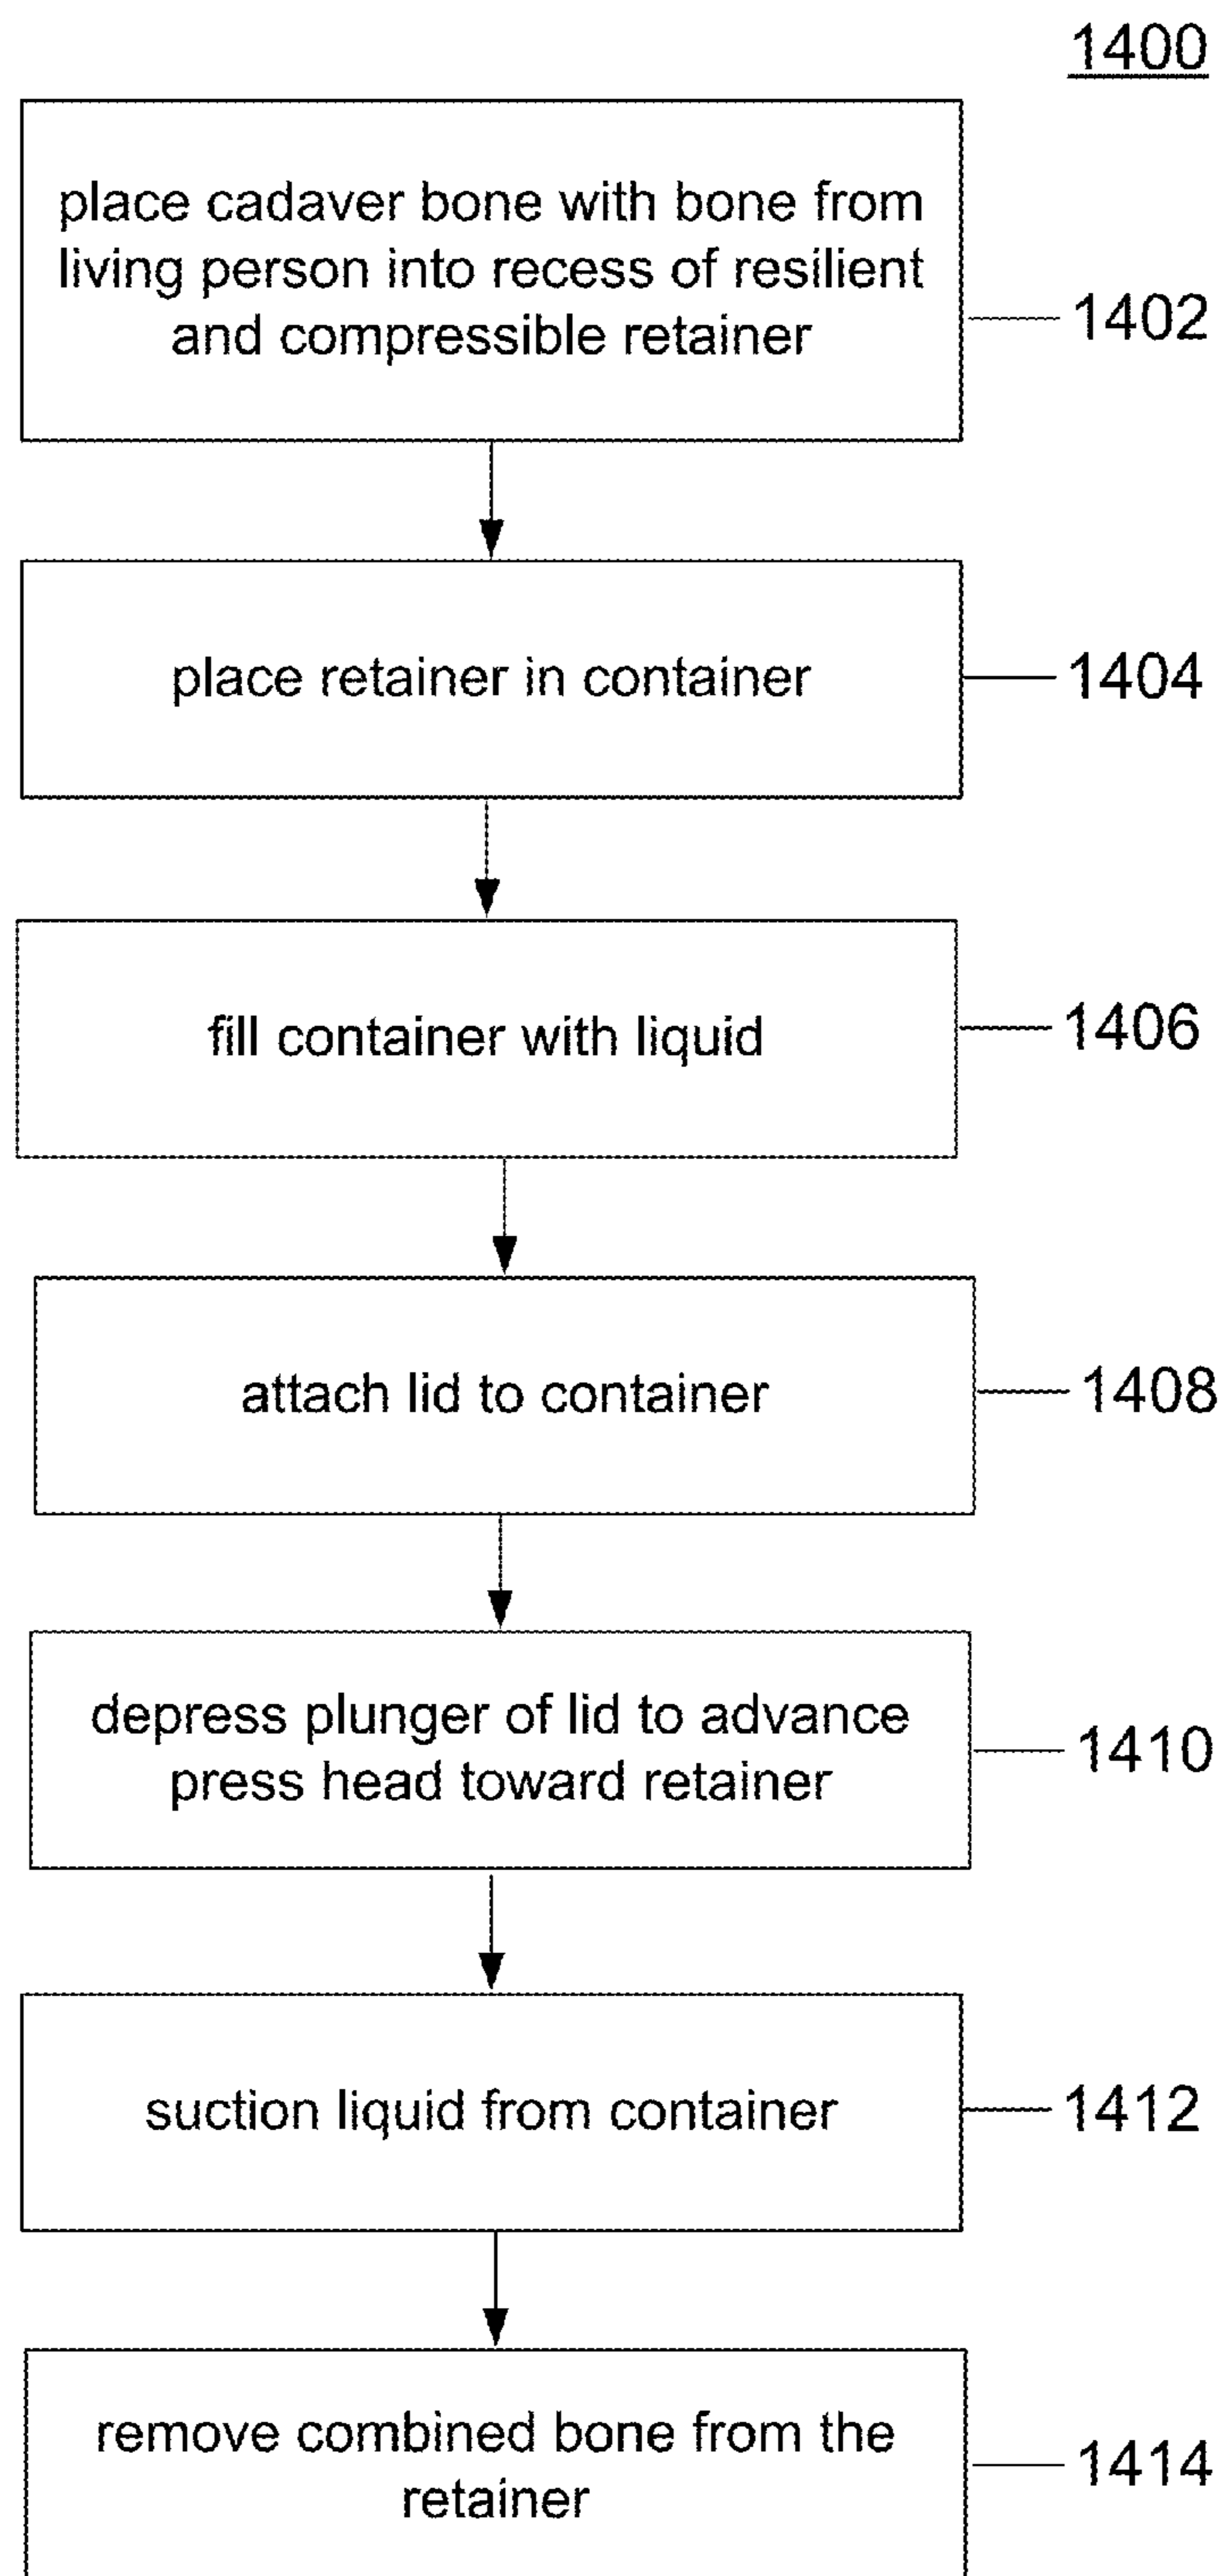 1400
place cadaver bone with bone from
living person into recess of resilient
and compressible retainer
1402
place retainer in container
1404
fill container with liquid
1406
attach lid to container
1408
depress plunger of lid to advance
press head toward retainer
1410
suction liquid from container
1412
remove combined bone from the
retainer
1414